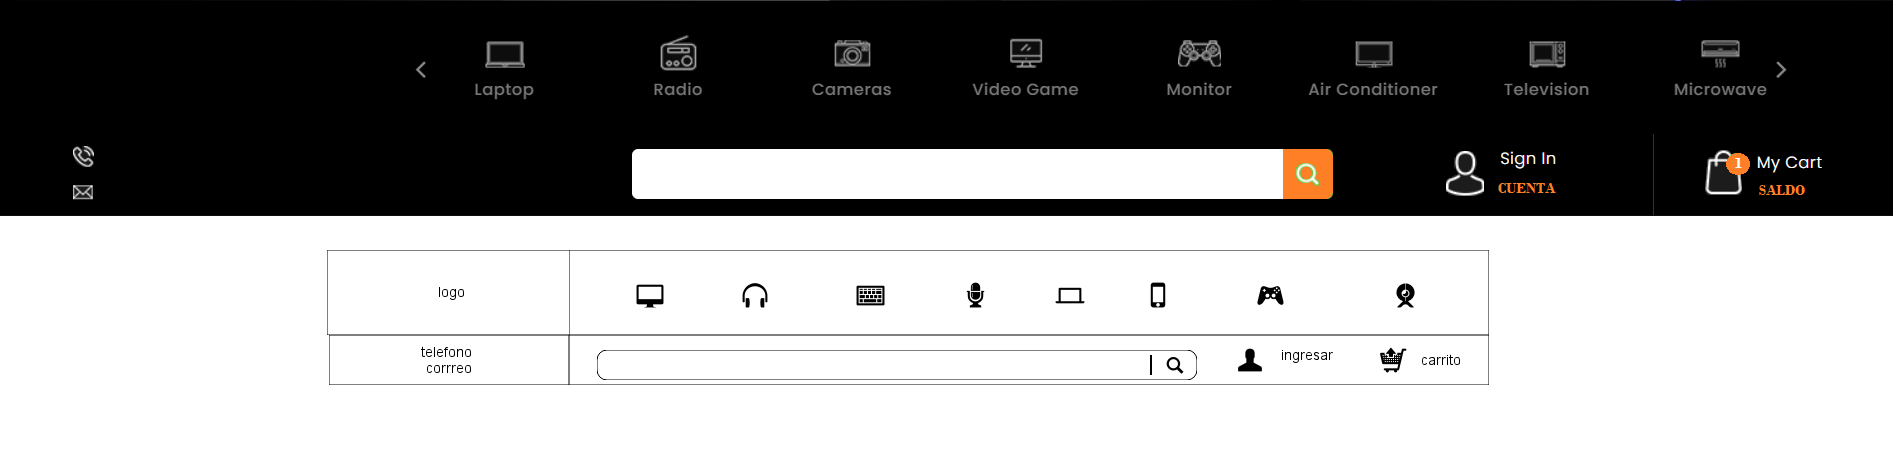 Laptop
Radio
Cameras
Video Game
Monitor
Air Conditioner
Television
Microwave
Sign In
CUENTA
1
My Cart
SALDO
logo
telefono
corrreo
ingresar
carrito